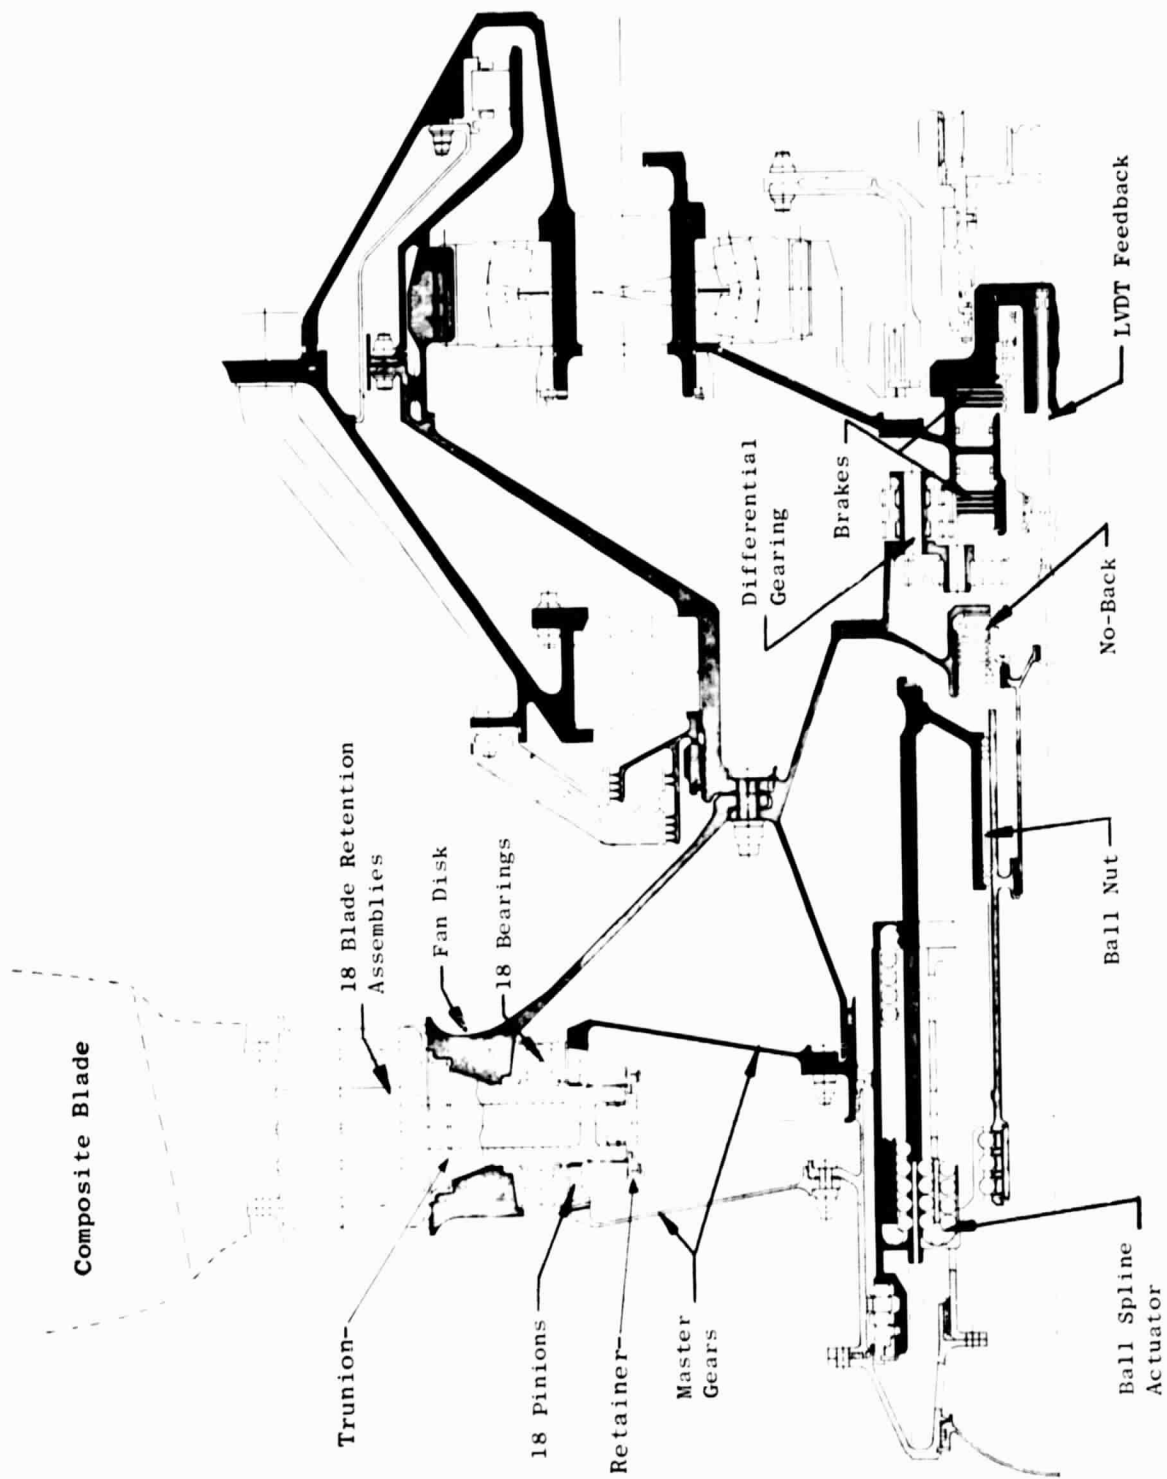 Composite Blade
18 Blade Retention
Assemblies
Fan Disk
18 Bearings
Trunion
18 Pinions
Retainer
Master
Gears
Differential
Gearing
Brakes
Ball Spline
Actuator
Ball Nut
No-Back
LVDT Feedback